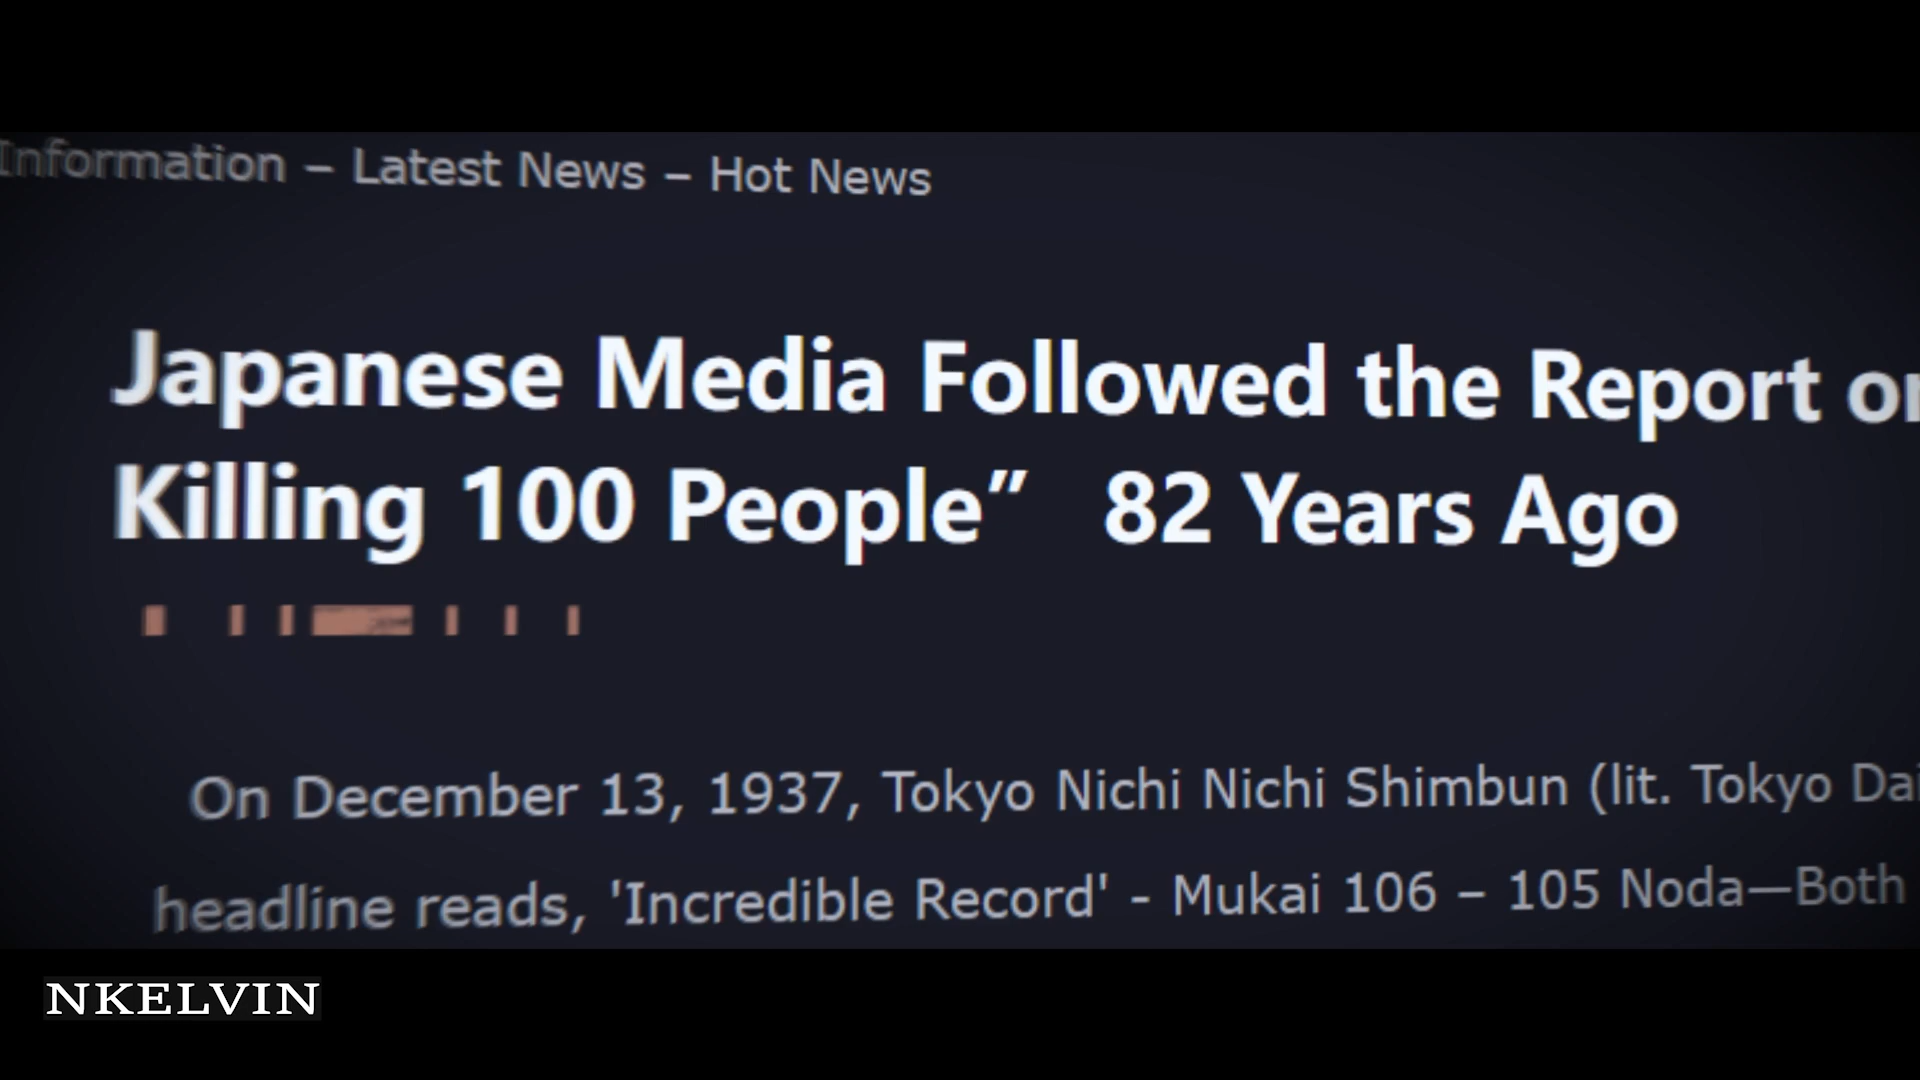 Information – Latest News – Hot News
Japanese Media Followed the Report on
Killing 100 People” 82 Years Ago
On December 13, 1937, Tokyo Nichi Nichi Shimbun (lit. Tokyo
headline reads, 'Incredible Record' - Mukai 106 – 105 Noda—Both
NKELVIN